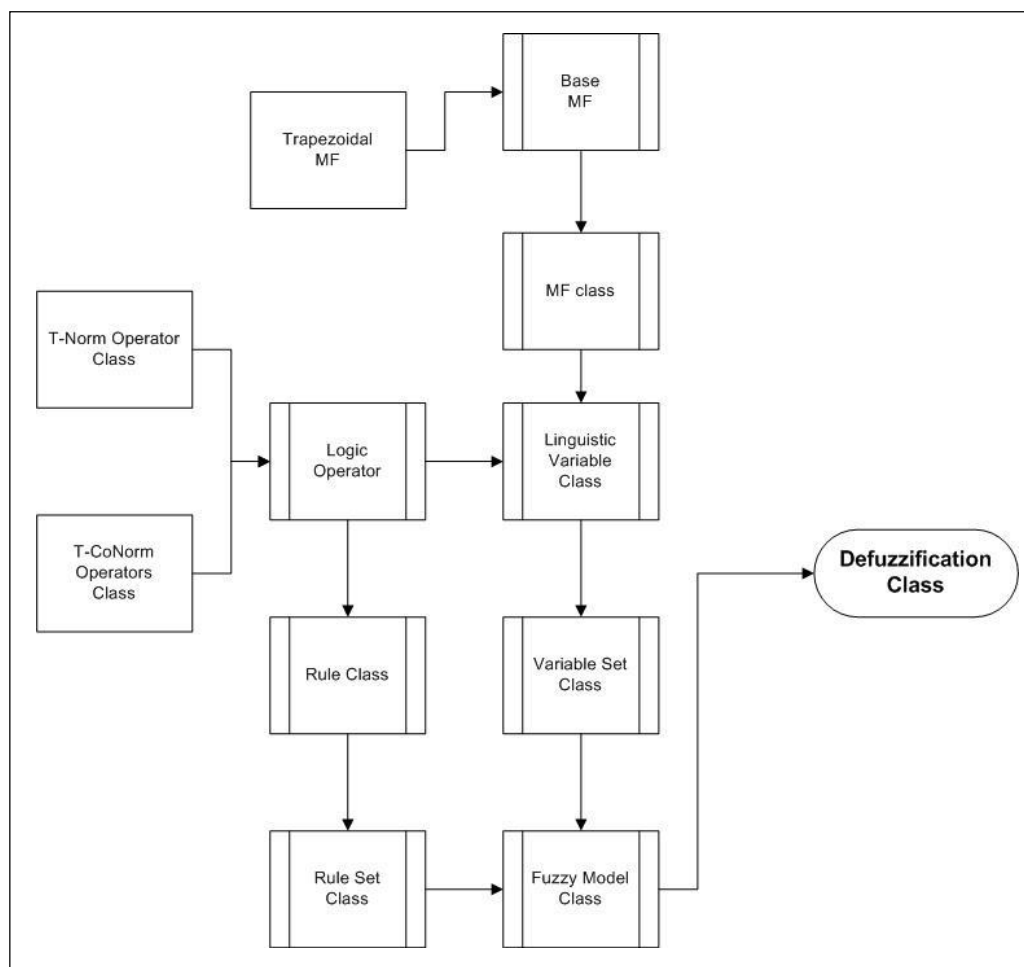 Base
MF
Trapezoidal
MF
MF class
T-Norm Operator
Class
Logic
Operator
Linguistic
Variable
Class
T-CoNorm
Operators
Class
Defuzzification
Class
Rule Class
Variable Set
Class
Rule Set
Class
Fuzzy Model
Class